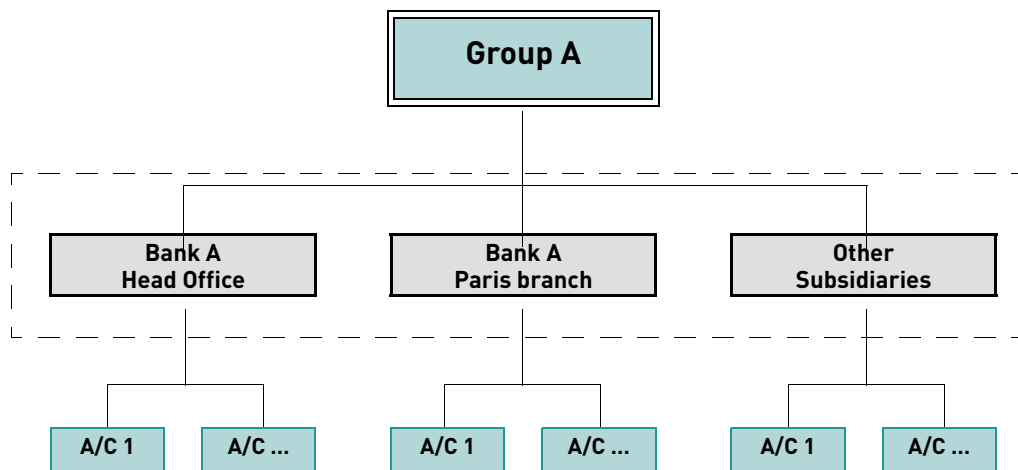 Group A
Bank A
Head Office
Bank A
Paris branch
Other
Subsidiaries
A/C 1
A/C ...
A/C 1
A/C ...
A/C 1
A/C ...